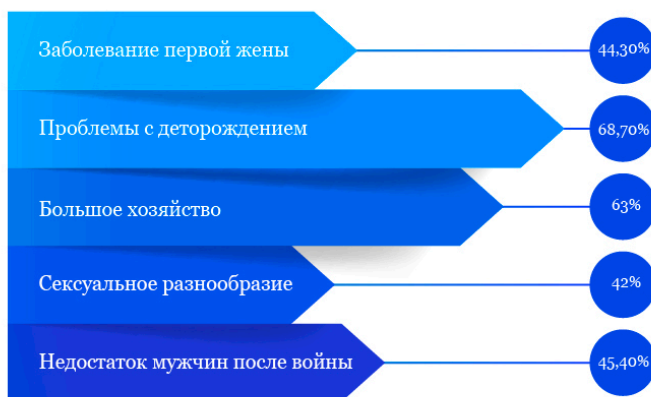 Заболевание первой жены 44,30%
Проблемы с деторождением 68,70%
Большое хозяйство 63%
Сексуальное разнообразие 42%
Недостаток мужчин после войны 45,40%